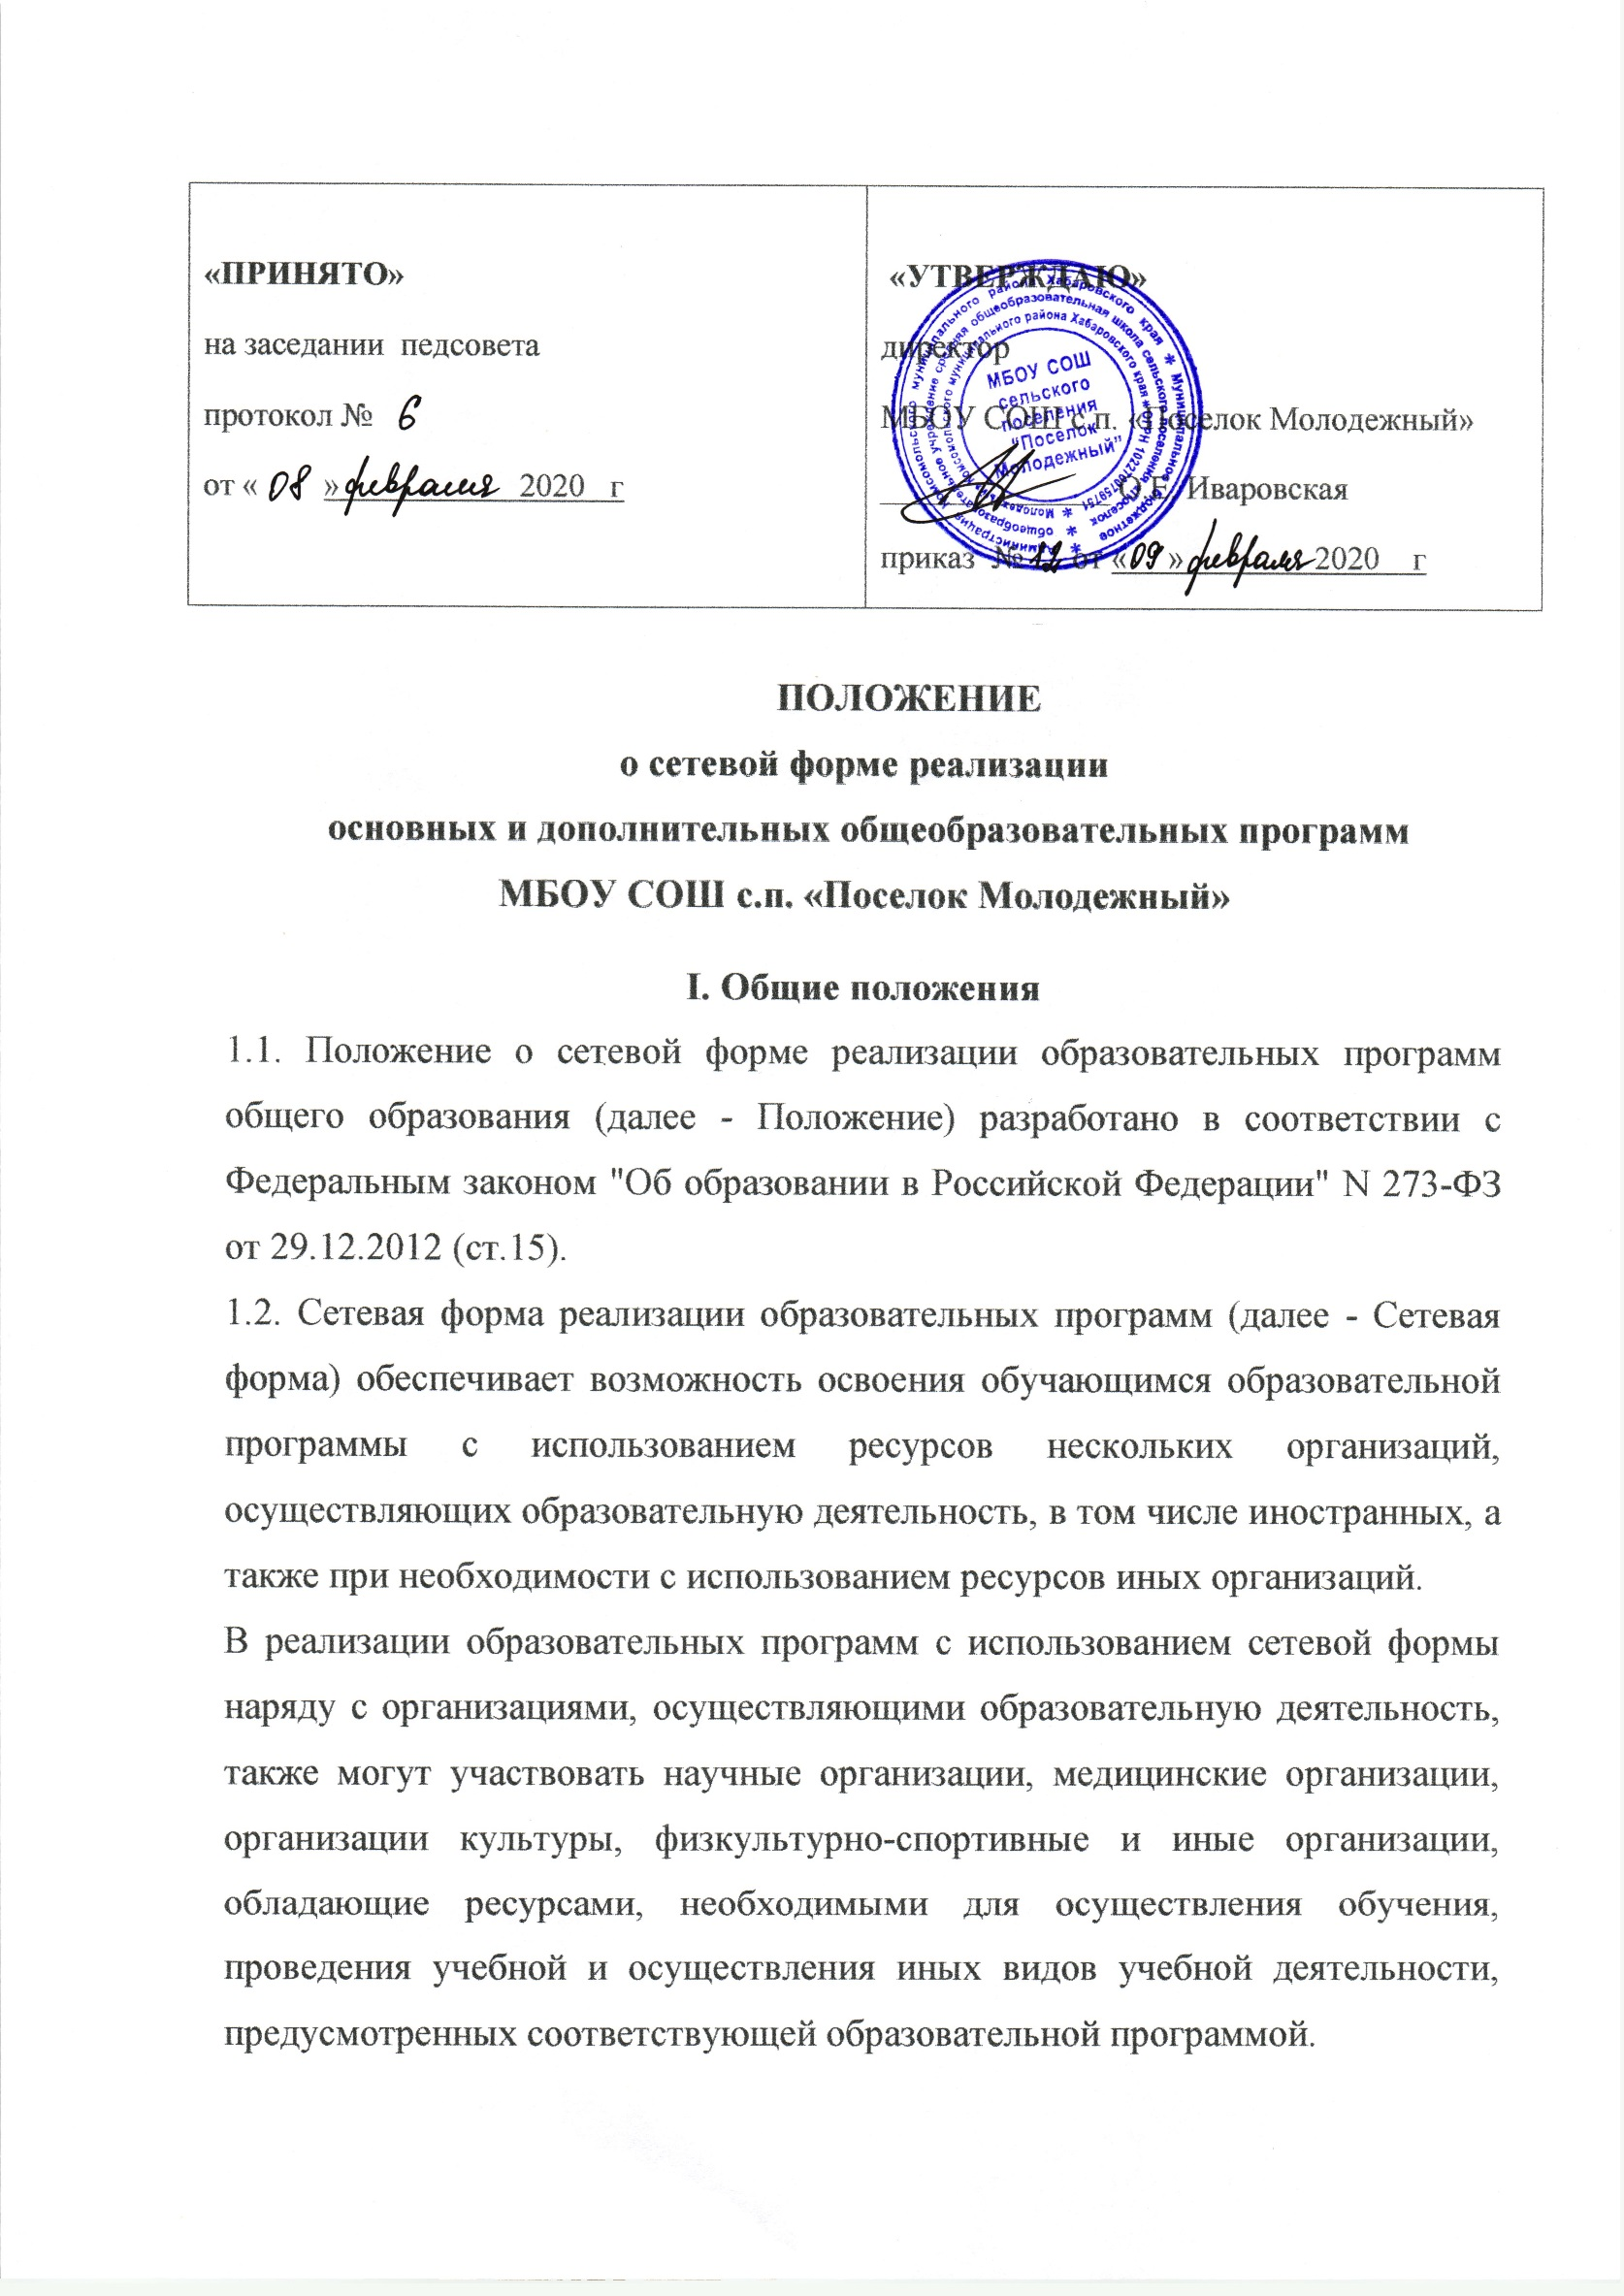 «ПРИНЯТО»
на заседании педсовета
протокол № 6
от « 08 » февраля 2020 г
«УТВЕРЖДАЮ»
директор
МБОУ СОШ с.п. «Поселок Молодежный»
О.Е. Иваровская
приказ № 12 от «09» февраля 2020 г
МБОУ СОШ
сельского
поселения
"Поселок
Молодежный"
ПОЛОЖЕНИЕ
о сетевой форме реализации
основных и дополнительных общеобразовательных программ
МБОУ СОШ с.п. «Поселок Молодежный»
I. Общие положения
1.1. Положение о сетевой форме реализации образовательных программ
общего образования (далее - Положение) разработано в соответствии с
Федеральным законом "Об образовании в Российской Федерации" N 273-ФЗ
от 29.12.2012 (ст.15).
1.2. Сетевая форма реализации образовательных программ (далее - Сетевая
форма) обеспечивает возможность освоения обучающимся образовательной
программы с использованием ресурсов нескольких организаций,
осуществляющих образовательную деятельность, в том числе иностранных, а
также при необходимости с использованием ресурсов иных организаций.
В реализации образовательных программ с использованием сетевой формы
наряду с организациями, осуществляющими образовательную деятельность,
также могут участвовать научные организации, медицинские организации,
организации культуры, физкультурно-спортивные и иные организации,
обладающие ресурсами, необходимыми для осуществления обучения,
проведения учебной и осуществления иных видов учебной деятельности,
предусмотренных соответствующей образовательной программой.